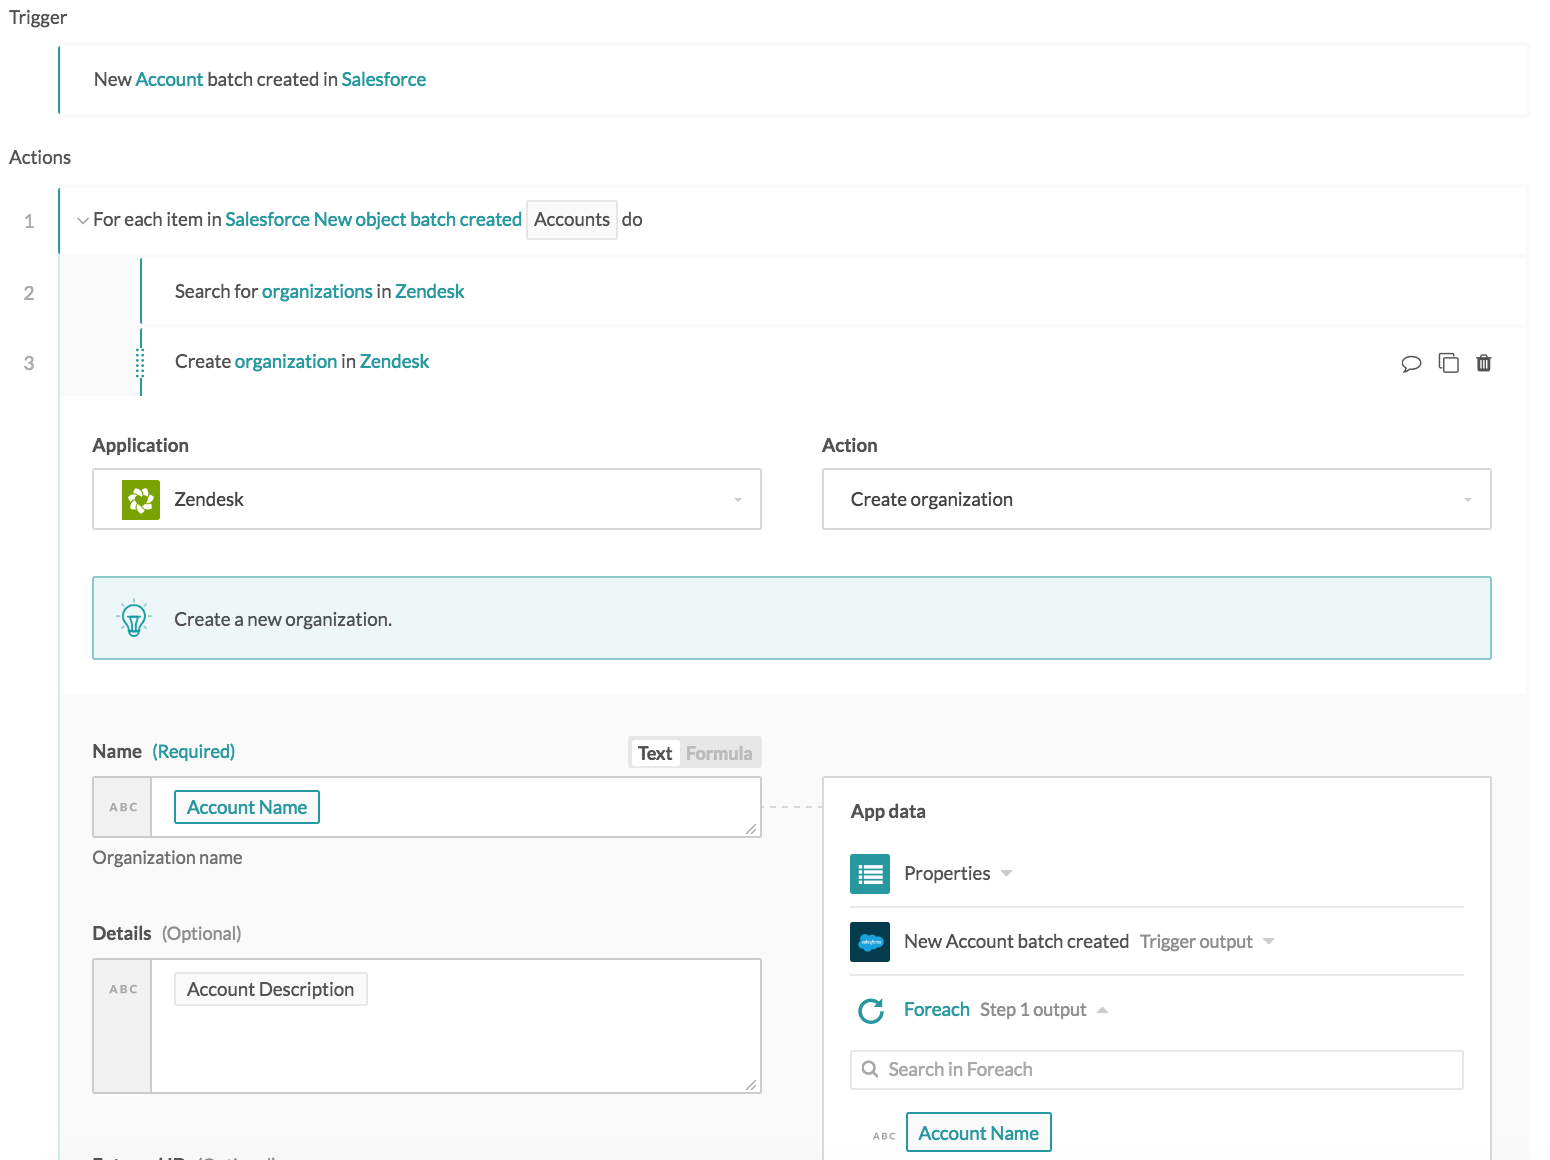 Trigger
New Account batch created in Salesforce
Actions
1 For each item in Salesforce New object batch created Accounts do
2 Search for organizations in Zendesk
3 Create organization in Zendesk
Application Action
Zendesk Create organization
Create a new organization.
Name (Required) Text Formula
ABC Account Name
Organization name
Details (Optional)
ABC Account Description
App data
Properties
New Account batch created Trigger output
Foreach Step 1 output
Search in Foreach
ABC Account Name